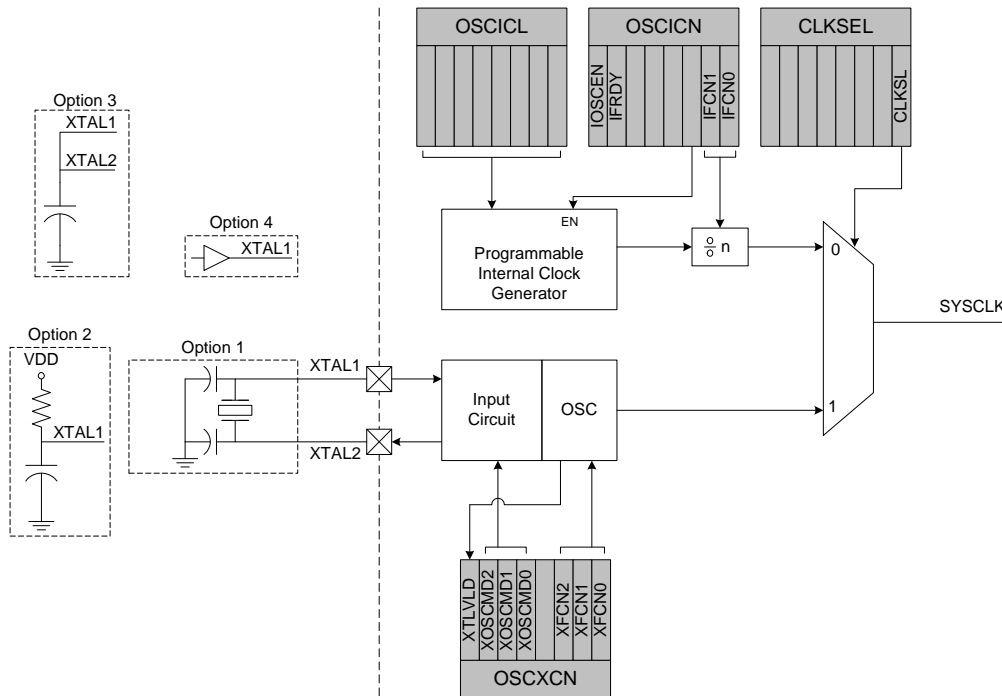 OSCICL
OSCICN
CLKSEL
IOSCEN
IFRDY
IFCN1
IFCN0
CLKSL
Option 3
XTAL1
XTAL2
Option 4
XTAL1
EN
Programmable
Internal Clock
Generator
n
0
SYSCLK
Option 2
VDD
XTAL1
Option 1
XTAL1
XTAL2
Input
Circuit
OSC
1
XTLVLD
XOSCMD2
XOSCMD1
XOSCMD0
XFCN2
XFCN1
XFCN0
OSCXCN